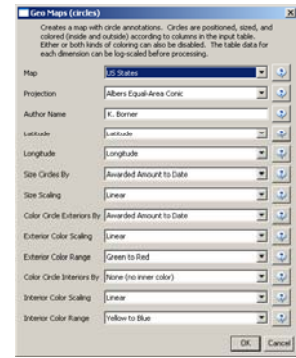 Geo Maps (circles)
Creates a map with circle annotations. Circles are positioned, sized, and
colored (inside and outside) according to columns in the input table.
Either or both kinds of coloring can also be disabled. The table data for
each dimension can be log-scaled before processing.
Map US States
Projection Albers Equal-Area Conic
Author Name K. Borner
Latitude Latitude
Longitude Longitude
Size Circles By Awarded Amount to Date
Size Scaling Linear
Color Circle Exteriors By Awarded Amount to Date
Exterior Color Scaling Linear
Exterior Color Range Green to Red
Color Circle Interiors By None (no inner color)
Interior Color Scaling Linear
Interior Color Range Yellow to Blue
OK Cancel